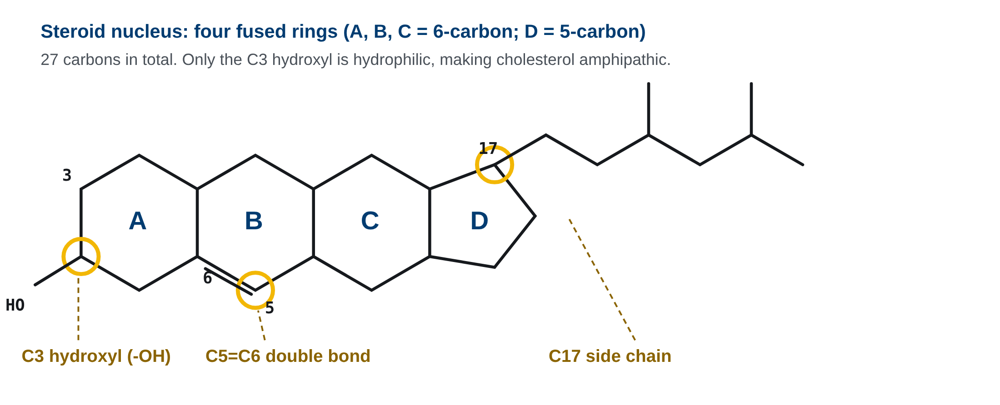 Steroid nucleus: four fused rings (A, B, C = 6-carbon; D = 5-carbon)
27 carbons in total. Only the C3 hydroxyl is hydrophilic, making cholesterol amphipathic.
17
3
A
B
C
D
6
5
HO
C3 hydroxyl (-OH)
C5=C6 double bond
C17 side chain